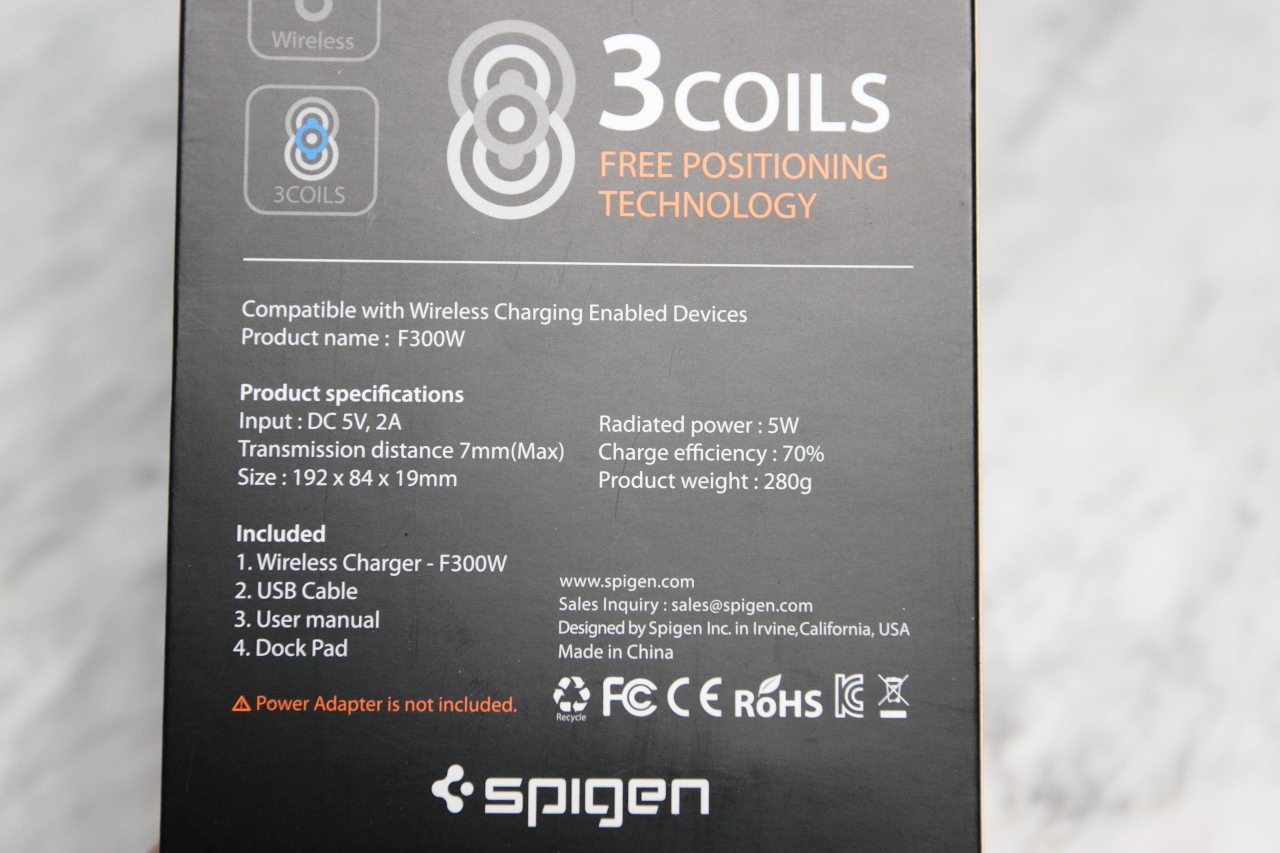 Wireless
3COILS
3COILS
FREE POSITIONING
TECHNOLOGY
Compatible with Wireless Charging Enabled Devices
Product name : F300W
Product specifications
Input : DC 5V, 2A
Transmission distance 7mm(Max)
Size : 192 x 84 x 19mm
Radiated power : 5W
Charge efficiency : 70%
Product weight : 280g
Included
1. Wireless Charger - F300W
2. USB Cable
3. User manual
4. Dock Pad
www.spigen.com
Sales Inquiry : sales@spigen.com
Designed by Spigen Inc. in Irvine,California, USA
Made in China
Power Adapter is not included.
Recycle
FC CE RoHS KC
spigen